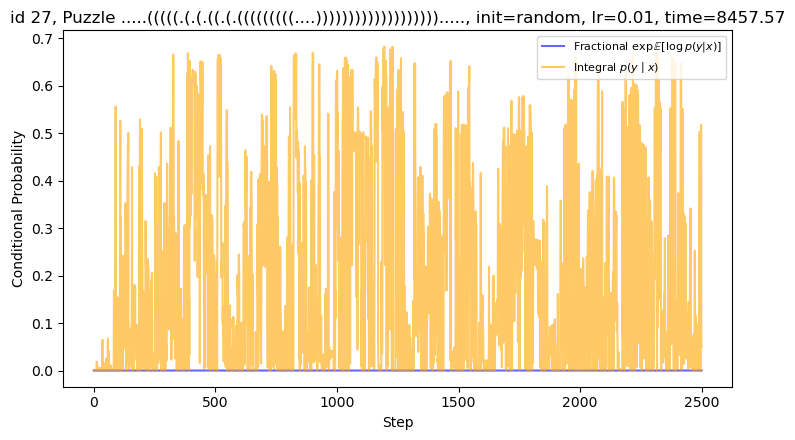 id 27, Puzzle .....(((((.(.(.((.(.(((((((((....)))))))))))))))))))....., init=random, lr=0.01, time=8457.57
Fractional exp𝔼[log p(y|x)]
Integral p(y | x)
Conditional Probability
0.7
0.6
0.5
0.4
0.3
0.2
0.1
0.0
0 500 1000 1500 2000 2500
Step